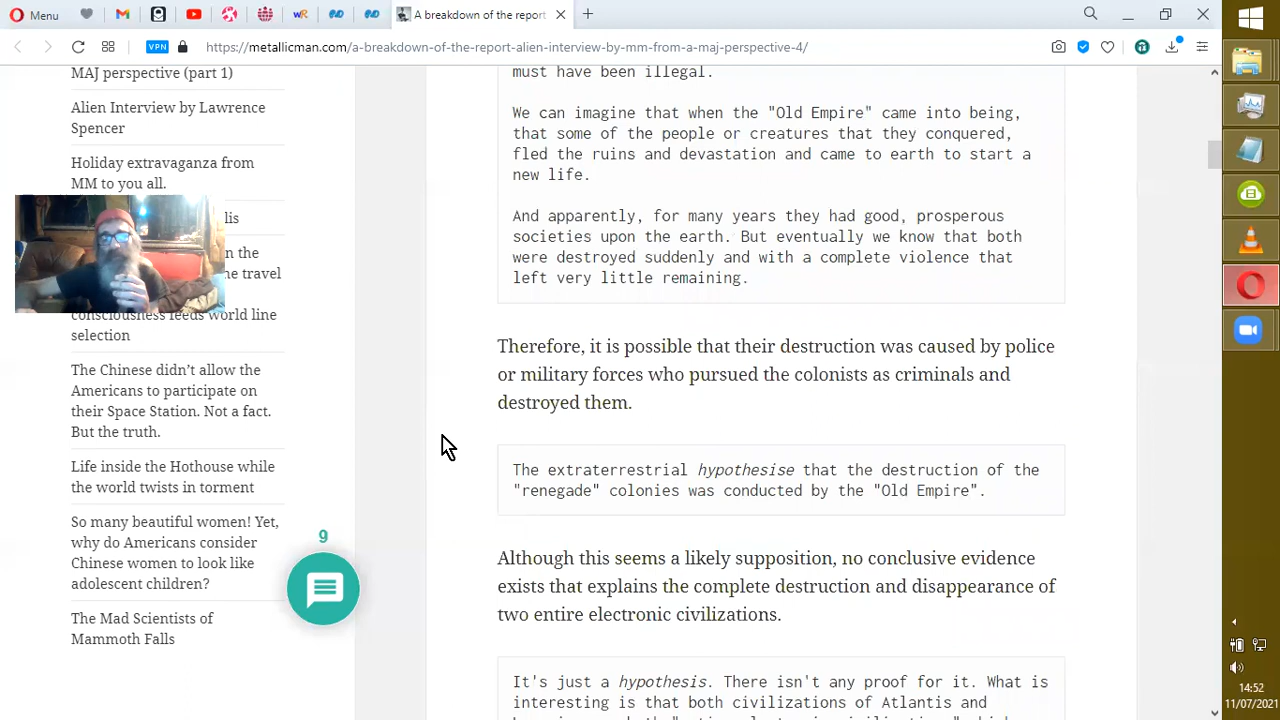 Menu
A breakdown of the report
VPN
https://metallicman.com/a-breakdown-of-the-report-alien-interview-by-mm-from-a-maj-perspective-4/
MAJ perspective (part 1)
Alien Interview by Lawrence
Spencer
Holiday extravaganza from
MM to you all.
lis
n the
he travel
consciousness feeds world line
selection
The Chinese didn’t allow the
Americans to participate on
their Space Station. Not a fact.
But the truth.
Life inside the Hothouse while
the world twists in torment
So many beautiful women! Yet,
why do Americans consider
Chinese women to look like
adolescent children?
The Mad Scientists of
Mammoth Falls
9
must have been illegal.
We can imagine that when the "Old Empire" came into being,
that some of the people or creatures that they conquered,
fled the ruins and devastation and came to earth to start a
new life.
And apparently, for many years they had good, prosperous
societies upon the earth. But eventually we know that both
were destroyed suddenly and with a complete violence that
left very little remaining.
Therefore, it is possible that their destruction was caused by police
or military forces who pursued the colonists as criminals and
destroyed them.
The extraterrestrial hypothesise that the destruction of the
"renegade" colonies was conducted by the "Old Empire".
Although this seems a likely supposition, no conclusive evidence
exists that explains the complete destruction and disappearance of
two entire electronic civilizations.
It's just a hypothesis. There isn't any proof for it. What is
interesting is that both civilizations of Atlantis and
14:52
11/07/2021